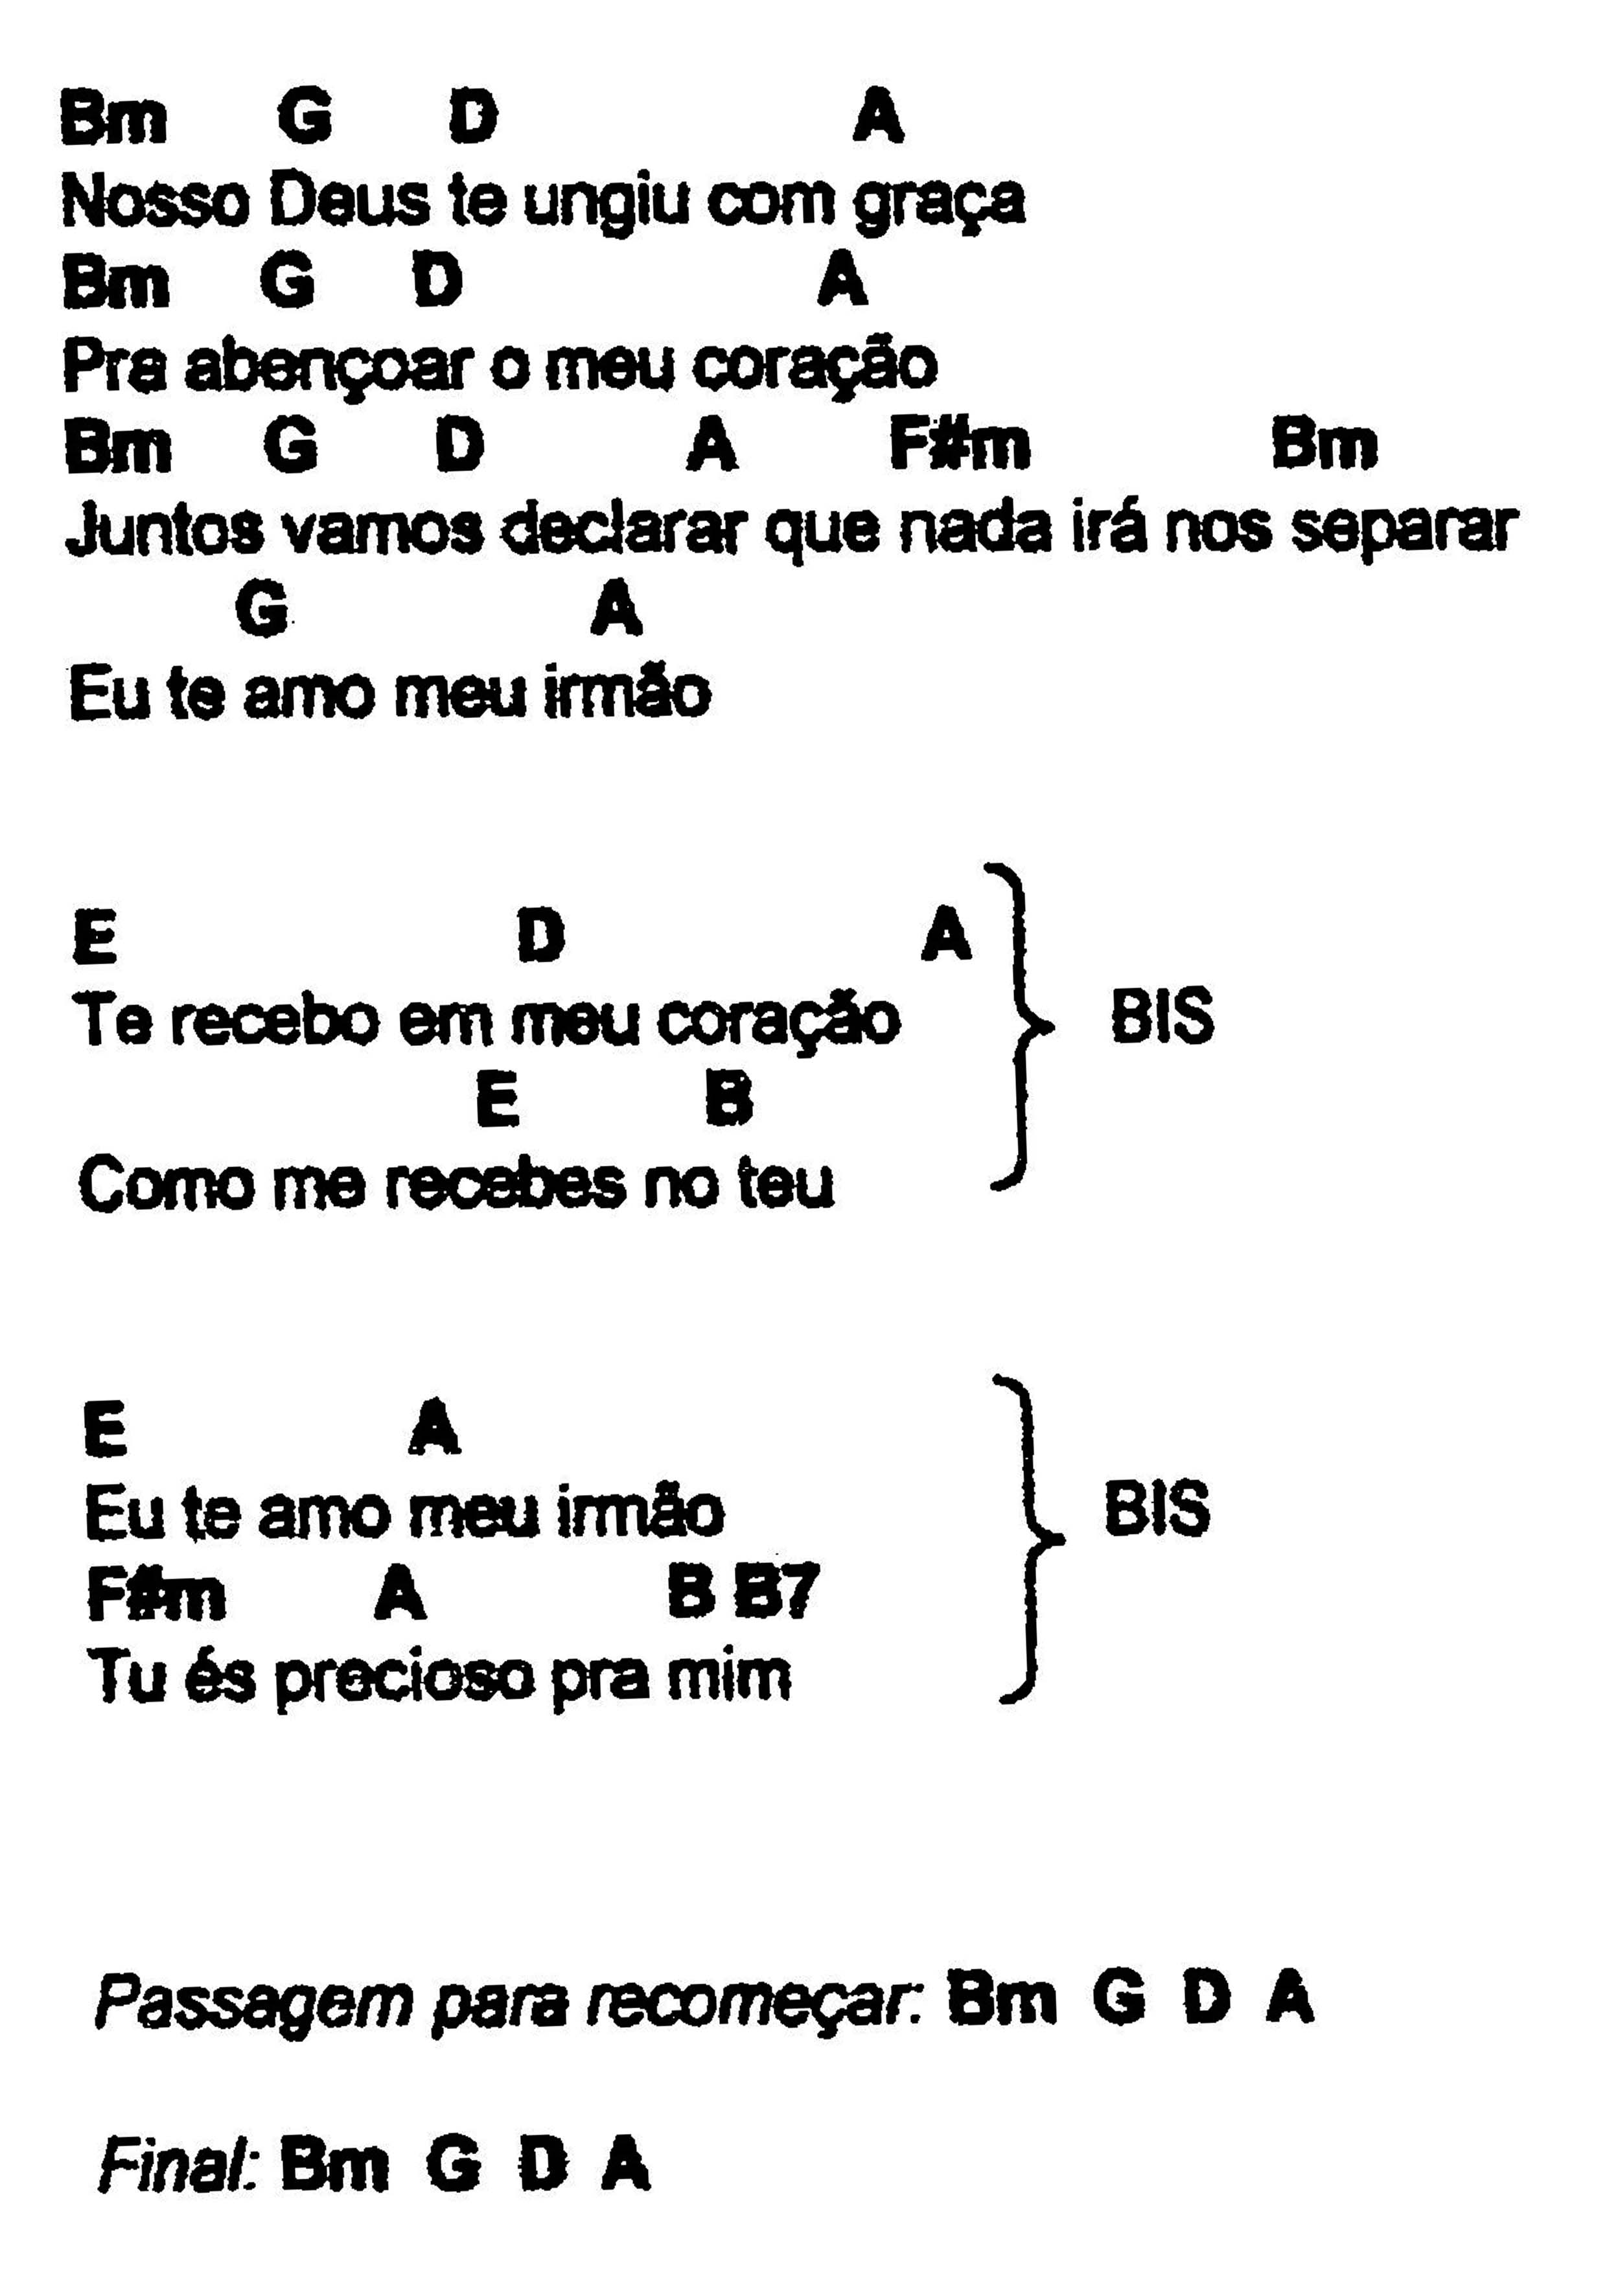 Bm G D A
Nosso Deus te ungiu com graça
Bm G D A
Pra abençoar o meu coração
Bm G D A F#m Bm
Juntos vamos declarar que nada irá nos separar
G A
Eu te amo meu irmão
E D A
Te recebo em meu coração
BIS
E B
Como me recebes no teu
E A
Eu te amo meu irmão
BIS
F#m A B B7
Tu és precioso pra mim
Passagem para recomeçar: Bm G D A
Final: Bm G D A